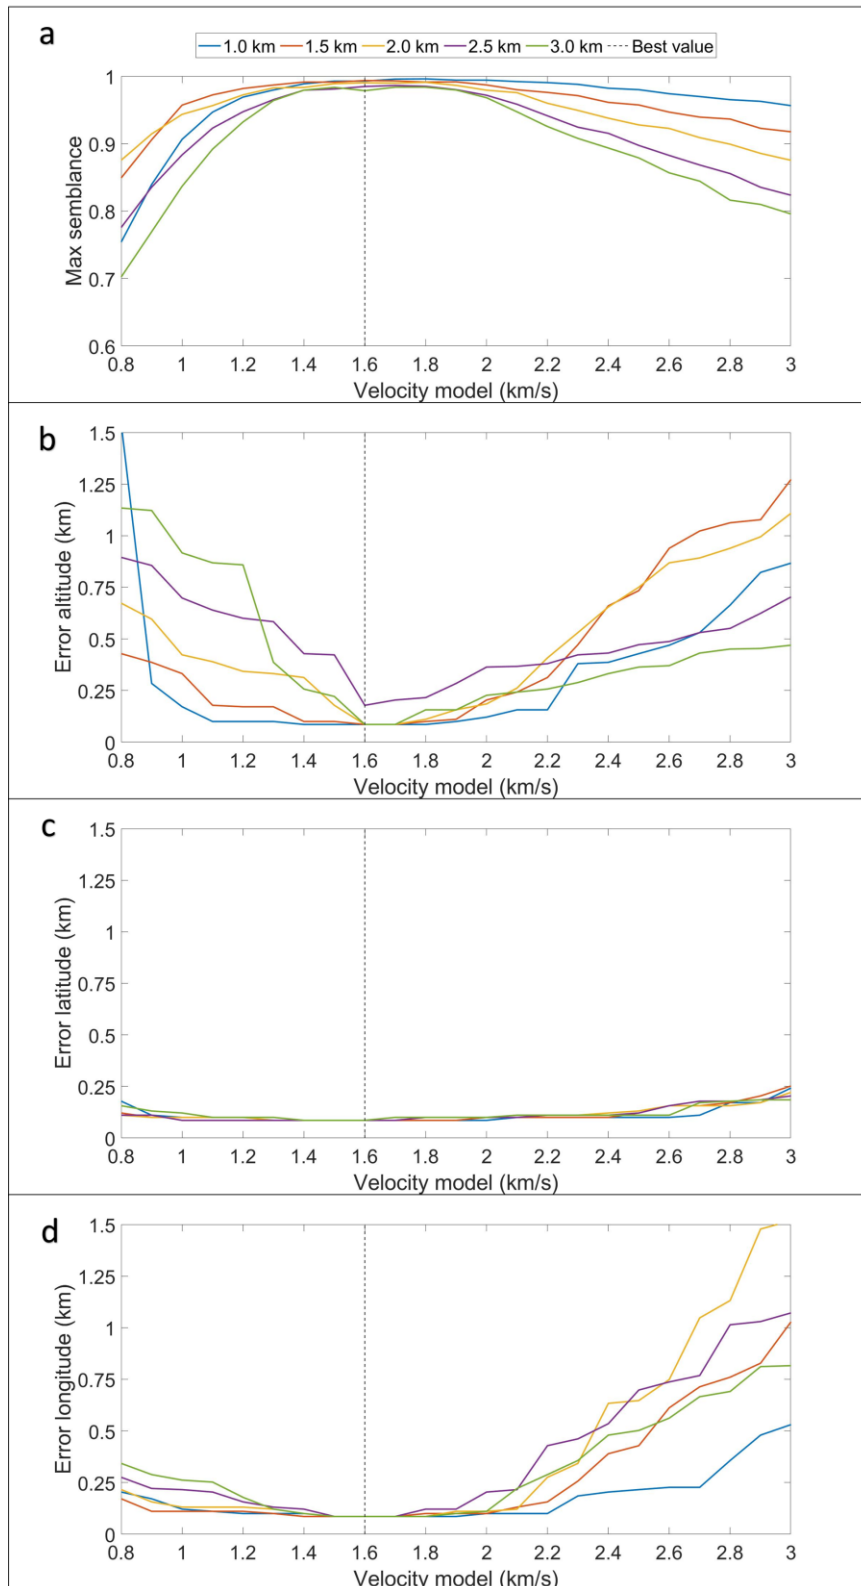 a
1.0 km 1.5 km 2.0 km 2.5 km 3.0 km Best value
1
0.9
0.8
0.7
0.6
Max semblance
0.8 1 1.2 1.4 1.6 1.8 2 2.2 2.4 2.6 2.8 3
Velocity model (km/s)
b
1.5
1.25
1
0.75
0.5
0.25
0
Error altitude (km)
0.8 1 1.2 1.4 1.6 1.8 2 2.2 2.4 2.6 2.8 3
Velocity model (km/s)
c
1.5
1.25
1
0.75
0.5
0.25
0
Error latitude (km)
0.8 1 1.2 1.4 1.6 1.8 2 2.2 2.4 2.6 2.8 3
Velocity model (km/s)
d
1.5
1.25
1
0.75
0.5
0.25
0
Error longitude (km)
0.8 1 1.2 1.4 1.6 1.8 2 2.2 2.4 2.6 2.8 3
Velocity model (km/s)